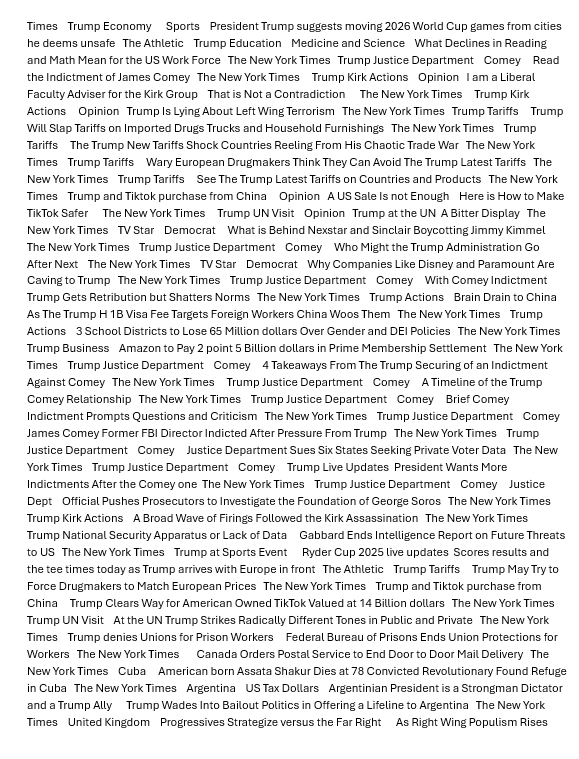 Times Trump Economy Sports President Trump suggests moving 2026 World Cup games from cities
he deems unsafe The Athletic Trump Education Medicine and Science What Declines in Reading
and Math Mean for the US Work Force The New York Times Trump Justice Department Comey Read
the Indictment of James Comey The New York Times Trump Kirk Actions Opinion I am a Liberal
Faculty Adviser for the Kirk Group That is Not a Contradiction The New York Times Trump Kirk
Actions Opinion Trump Is Lying About Left Wing Terrorism The New York Times Trump Tariffs Trump
Will Slap Tariffs on Imported Drugs Trucks and Household Furnishings The New York Times Trump
Tariffs The Trump New Tariffs Shock Countries Reeling From His Chaotic Trade War The New York
Times Trump Tariffs Wary European Drugmakers Think They Can Avoid The Trump Latest Tariffs The
New York Times Trump Tariffs See The Trump Latest Tariffs on Countries and Products The New York
Times Trump and Tiktok purchase from China Opinion A US Sale Is not Enough Here is How to Make
TikTok Safer The New York Times Trump UN Visit Opinion Trump at the UN A Bitter Display The
New York Times TV Star Democrat What is Behind Nexstar and Sinclair Boycotting Jimmy Kimmel
The New York Times Trump Justice Department Comey Who Might the Trump Administration Go
After Next The New York Times TV Star Democrat Why Companies Like Disney and Paramount Are
Caving to Trump The New York Times Trump Justice Department Comey With Comey Indictment
Trump Gets Retribution but Shatters Norms The New York Times Trump Actions Brain Drain to China
As The Trump H 1B Visa Fee Targets Foreign Workers China Woos Them The New York Times Trump
Actions 3 School Districts to Lose 65 Million dollars Over Gender and DEI Policies The New York Times
Trump Business Amazon to Pay 2 point 5 Billion dollars in Prime Membership Settlement The New York
Times Trump Justice Department Comey 4 Takeaways From The Trump Securing of an Indictment
Against Comey The New York Times Trump Justice Department Comey A Timeline of the Trump
Comey Relationship The New York Times Trump Justice Department Comey Brief Comey
Indictment Prompts Questions and Criticism The New York Times Trump Justice Department Comey
James Comey Former FBI Director Indicted After Pressure From Trump The New York Times Trump
Justice Department Comey Justice Department Sues Six States Seeking Private Voter Data The New
York Times Trump Justice Department Comey Trump Live Updates President Wants More
Indictments After the Comey one The New York Times Trump Justice Department Comey Justice
Dept Official Pushes Prosecutors to Investigate the Foundation of George Soros The New York Times
Trump Kirk Actions A Broad Wave of Firings Followed the Kirk Assassination The New York Times
Trump National Security Apparatus or Lack of Data Gabbard Ends Intelligence Report on Future Threats
to US The New York Times Trump at Sports Event Ryder Cup 2025 live updates Scores results and
the tee times today as Trump arrives with Europe in front The Athletic Trump Tariffs Trump May Try to
Force Drugmakers to Match European Prices The New York Times Trump and Tiktok purchase from
China Trump Clears Way for American Owned TikTok Valued at 14 Billion dollars The New York Times
Trump UN Visit At the UN Trump Strikes Radically Different Tones in Public and Private The New York
Times Trump denies Unions for Prison Workers Federal Bureau of Prisons Ends Union Protections for
Workers The New York Times Canada Orders Postal Service to End Door to Door Mail Delivery The
New York Times Cuba American born Assata Shakur Dies at 78 Convicted Revolutionary Found Refuge
in Cuba The New York Times Argentina US Tax Dollars Argentinian President is a Strongman Dictator
and a Trump Ally Trump Wades Into Bailout Politics in Offering a Lifeline to Argentina The New York
Times United Kingdom Progressives Strategize versus the Far Right As Right Wing Populism Rises